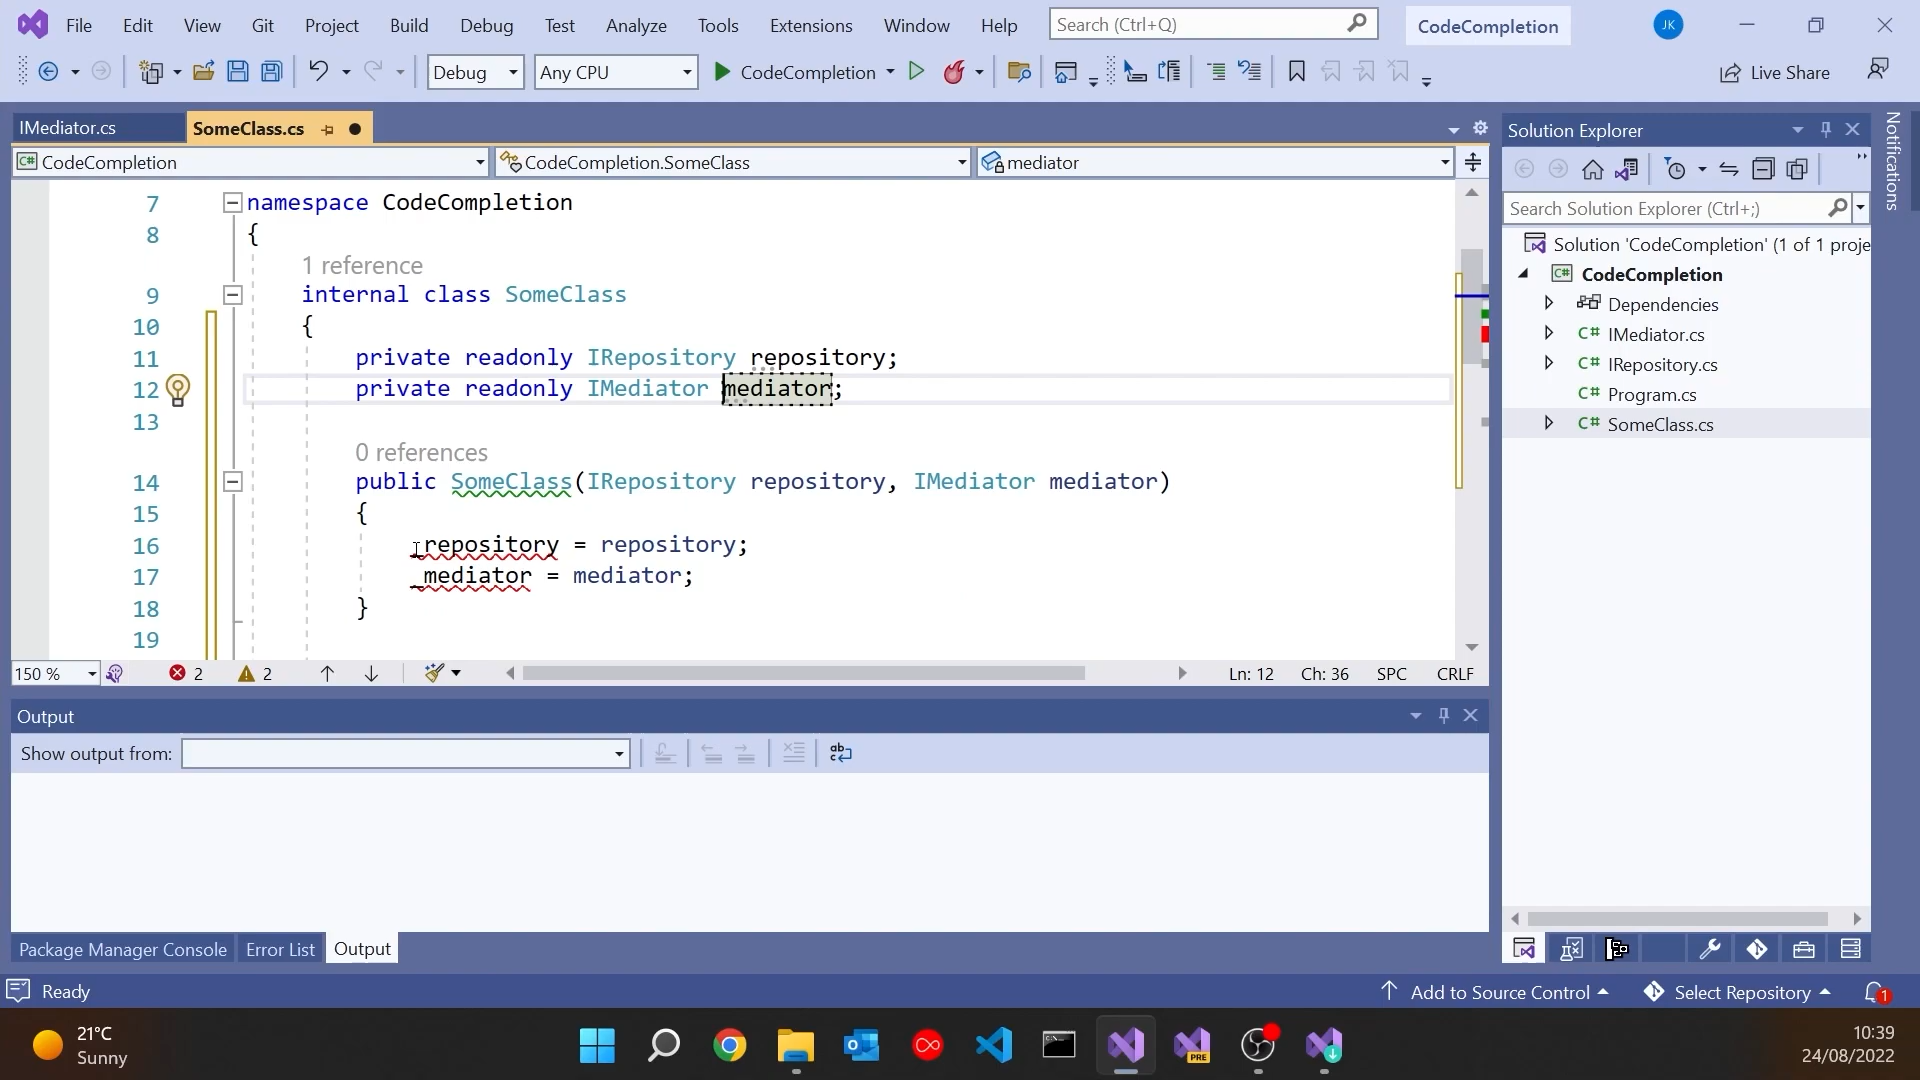 File Edit View Git Project Build Debug Test Analyze Tools Extensions Window Help Search (Ctrl+Q) CodeCompletion JK
Debug Any CPU CodeCompletion Live Share
IMediator.cs SomeClass.cs
CodeCompletion CodeCompletion.SomeClass mediator
7 namespace CodeCompletion
8 {
1 reference
9 internal class SomeClass
10 {
11 private readonly IRepository repository;
12 private readonly IMediator mediator;
13
0 references
14 public SomeClass(IRepository repository, IMediator mediator)
15 {
16 _repository = repository;
17 _mediator = mediator;
18 }
19
150 % 2 2 Ln: 12 Ch: 36 SPC CRLF
Output
Show output from:
Package Manager Console Error List Output
Solution Explorer
Search Solution Explorer (Ctrl+;)
Solution 'CodeCompletion' (1 of 1 proje
C# CodeCompletion
Dependencies
C# IMediator.cs
C# IRepository.cs
C# Program.cs
C# SomeClass.cs
Notifications
Ready Add to Source Control Select Repository 1
21°C
Sunny
PRE
10:39
24/08/2022